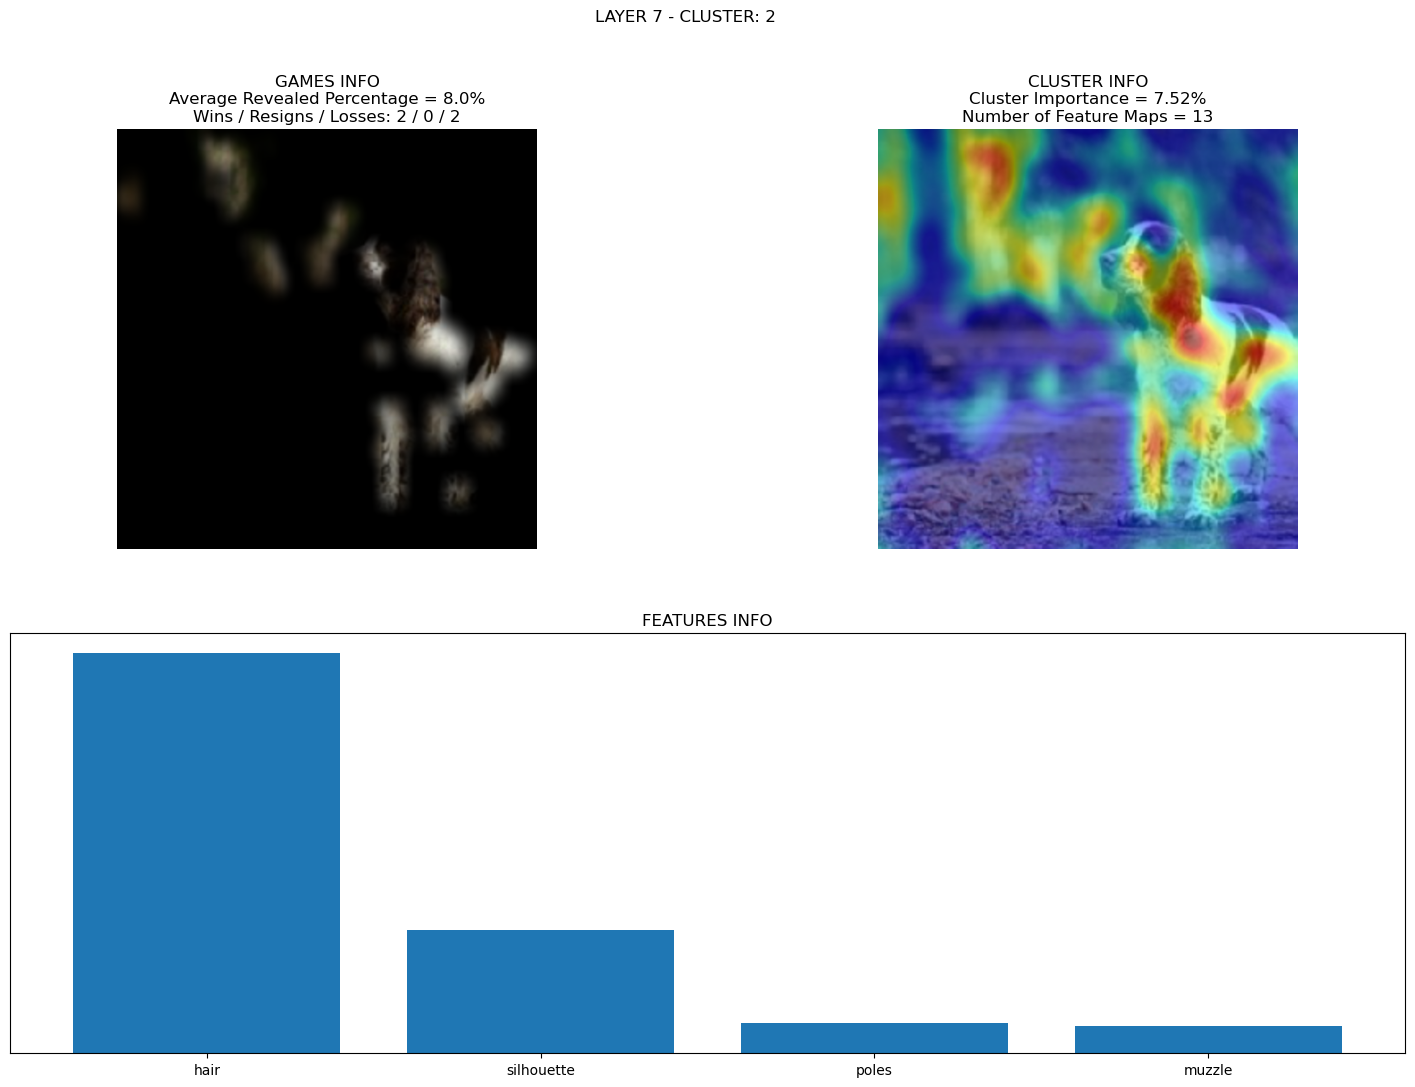 LAYER 7 - CLUSTER: 2
GAMES INFO
Average Revealed Percentage = 8.0%
Wins / Resigns / Losses: 2 / 0 / 2
CLUSTER INFO
Cluster Importance = 7.52%
Number of Feature Maps = 13
FEATURES INFO
hair
silhouette
poles
muzzle